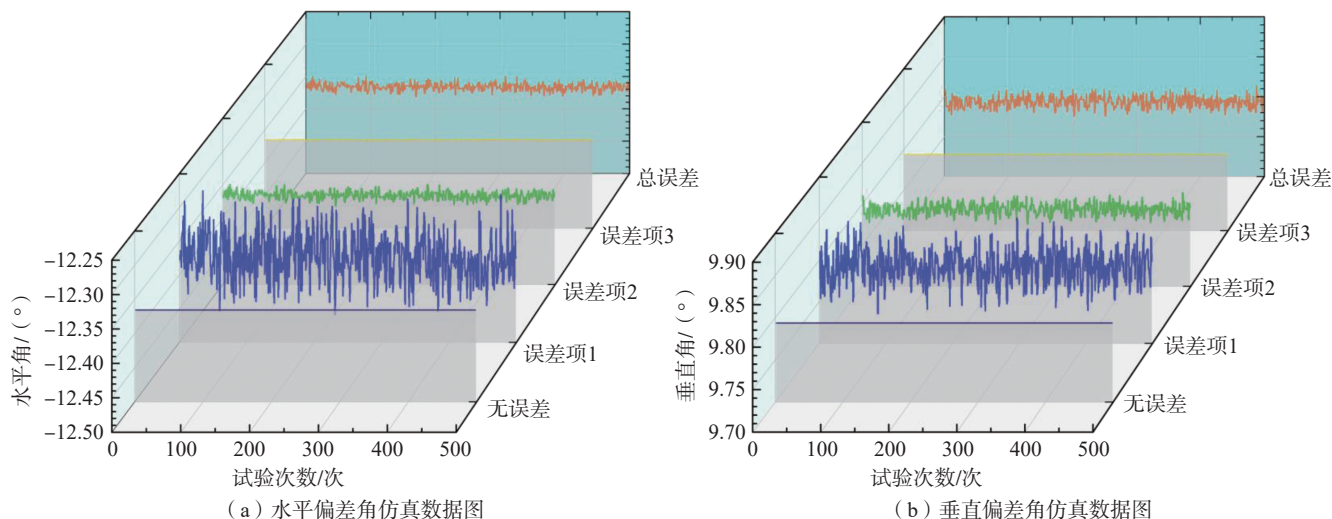 总误差
误差项3
误差项2
误差项1
无误差
-12.25
-12.30
-12.35
-12.40
-12.45
-12.50
水平角/(°)
0 100 200 300 400 500
试验次数/次
(a)水平偏差角仿真数据图
总误差
误差项3
误差项2
误差项1
无误差
9.90
9.85
9.80
9.75
9.70
垂直角/(°)
0 100 200 300 400 500
试验次数/次
(b)垂直偏差角仿真数据图